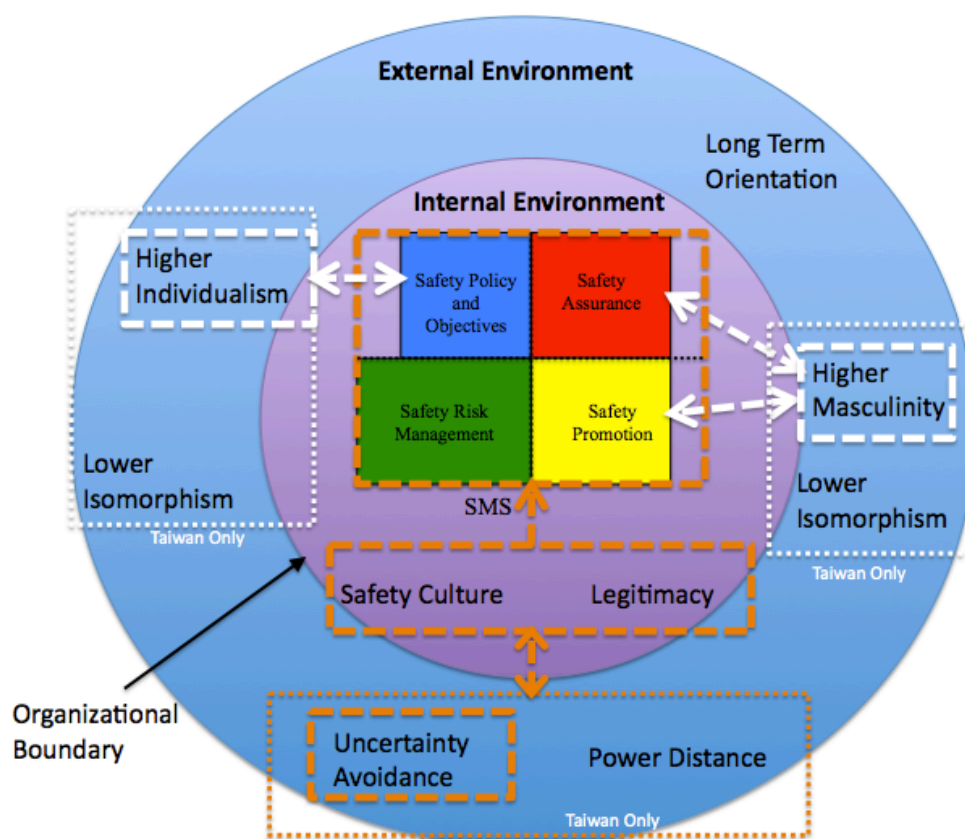 External Environment
Long Term
Orientation
Internal Environment
Higher
Individualism
Safety Policy
and
Objectives
Safety
Assurance
Higher
Masculinity
Safety Risk
Management
Safety
Promotion
Lower
Isomorphism
Lower
Isomorphism
SMS
Taiwan Only
Taiwan Only
Safety Culture
Legitimacy
Organizational
Boundary
Uncertainty
Avoidance
Power Distance
Taiwan Only